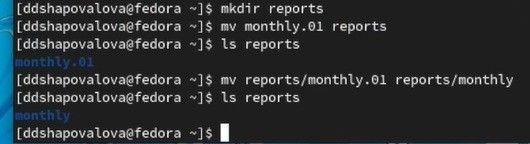 [ddshapovalova@fedora ~]$ mkdir reports
[ddshapovalova@fedora ~]$ mv monthly.01 reports
[ddshapovalova@fedora ~]$ ls reports
monthly.01
[ddshapovalova@fedora ~]$ mv reports/monthly.01 reports/monthly
[ddshapovalova@fedora ~]$ ls reports
monthly
[ddshapovalova@fedora ~]$